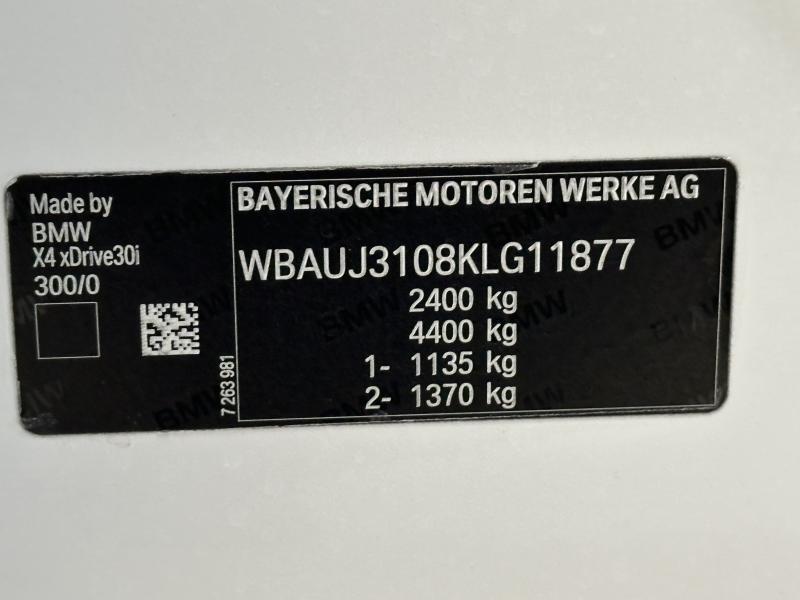 Made by
BMW
X4 xDrive30i
300/0
7 263 981
BAYERISCHE MOTOREN WERKE AG
WBAUJ3108KLG11877
2400 kg
4400 kg
1- 1135 kg
2- 1370 kg